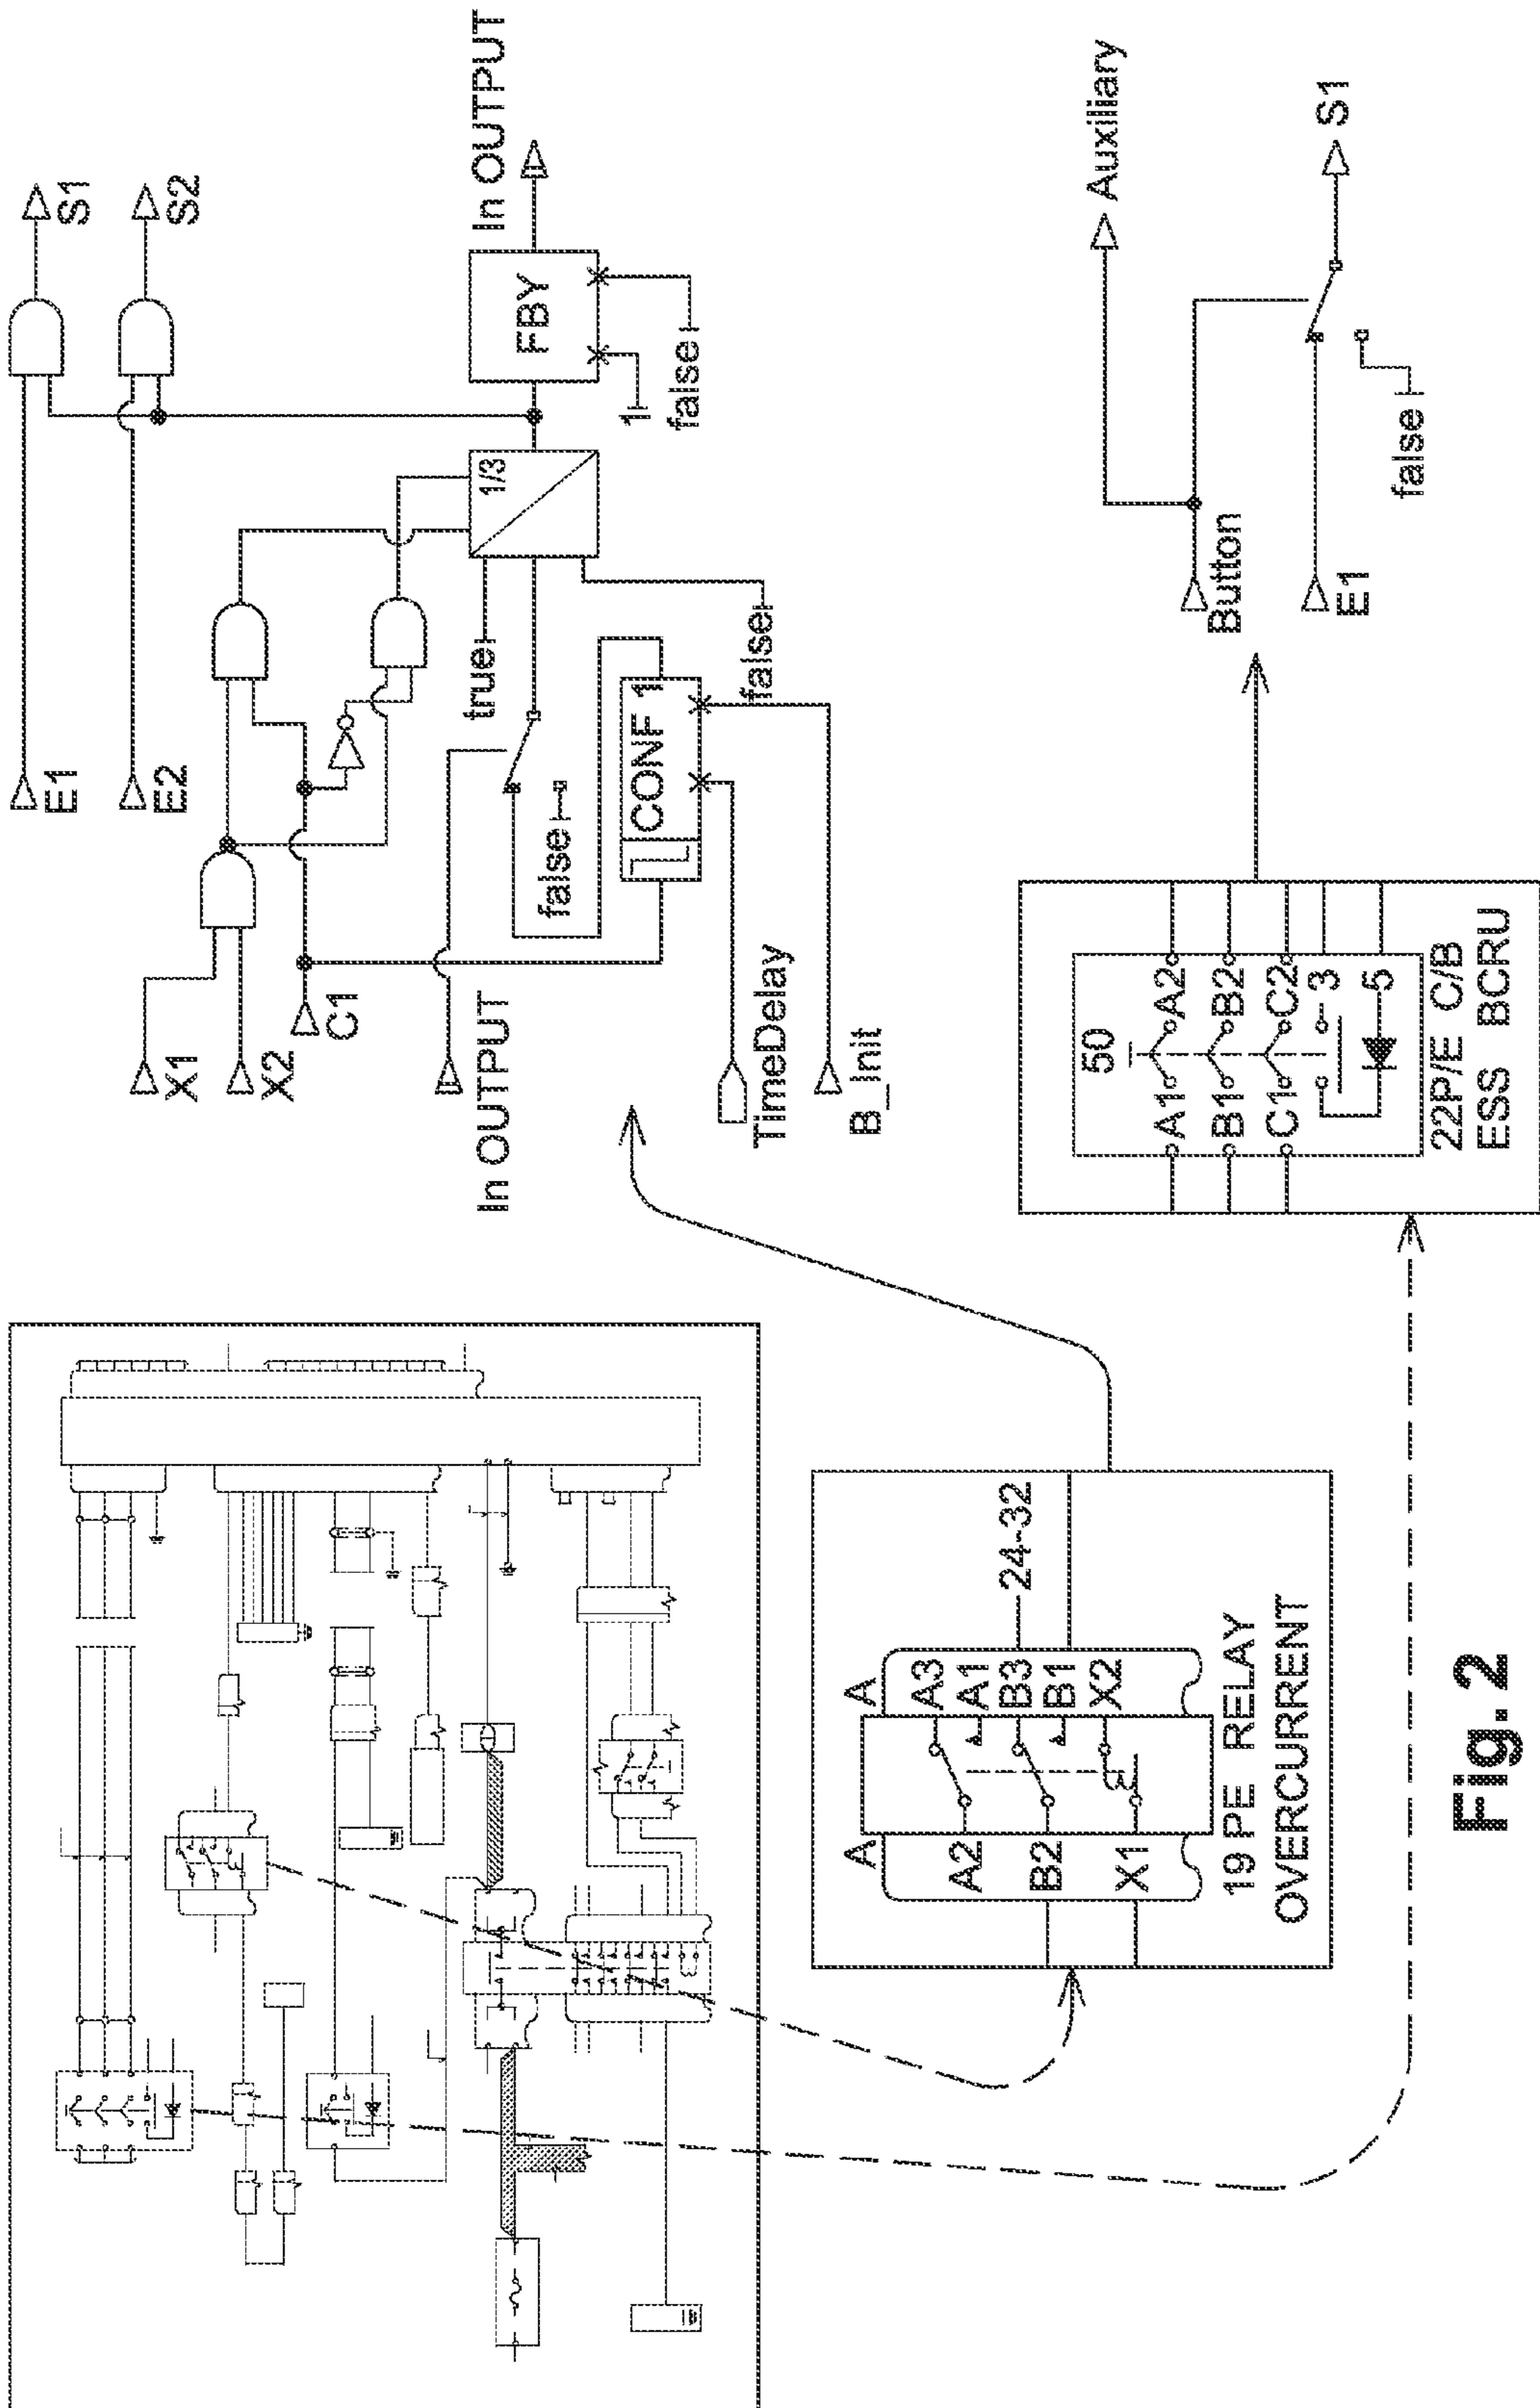 E1
E2
S1
S2
X1
X2
C1
In OUTPUT
TimeDelay
B_Init
true
false
CONF 1
false
1/3
FBY
1
false
In OUTPUT
A
A
A2
B2
X1
A3
A1
B3
B1
X2
24-32
19 PE RELAY
OVERCURRENT
50
A1
A2
B1
B2
C1
C2
3
5
22P/E C/B
ESS BCRU
Button
Auxiliary
E1
S1
false
Fig. 2